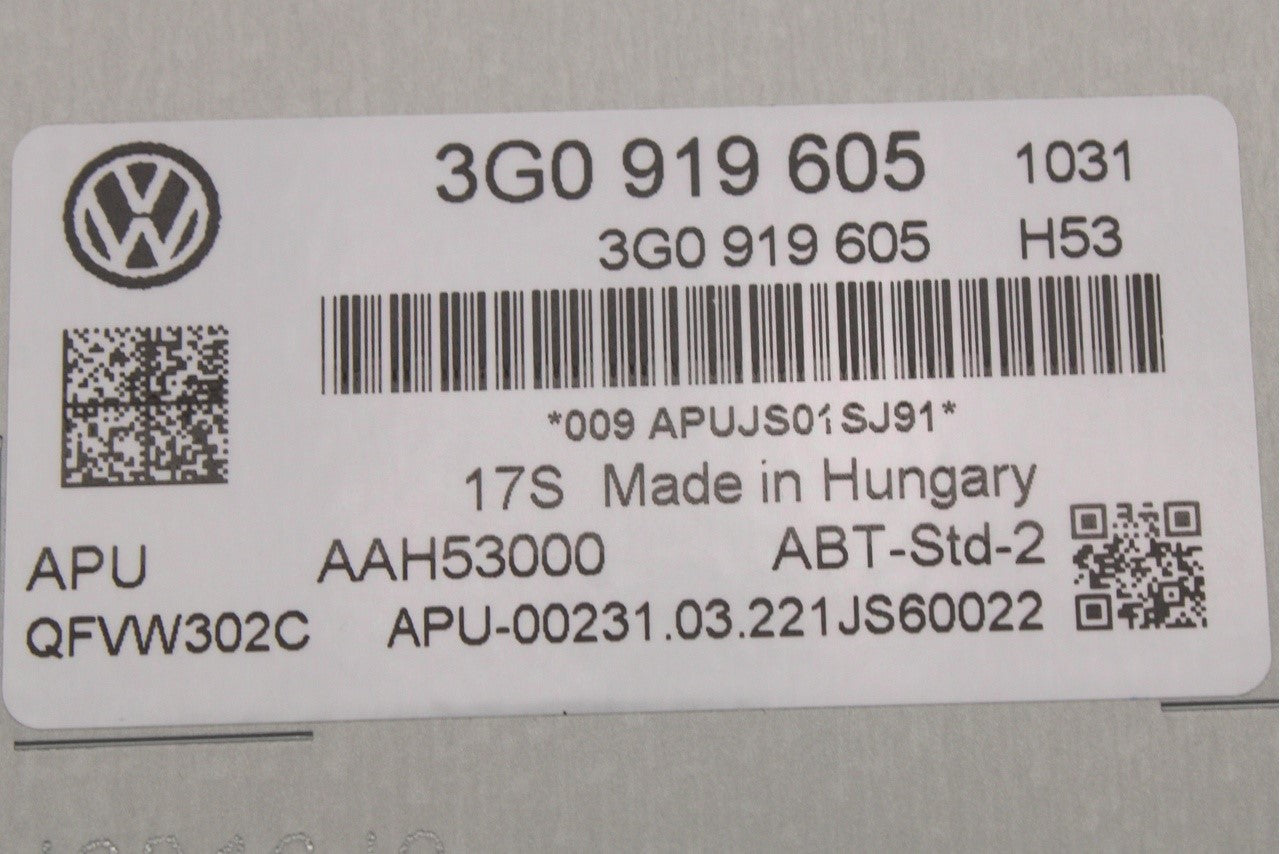 3G0 919 605 1031
3G0 919 605 H53
*009 APUJS01SJ91*
17S Made in Hungary
APU AAH53000 ABT-Std-2
QFVW302C APU-00231.03.221JS60022